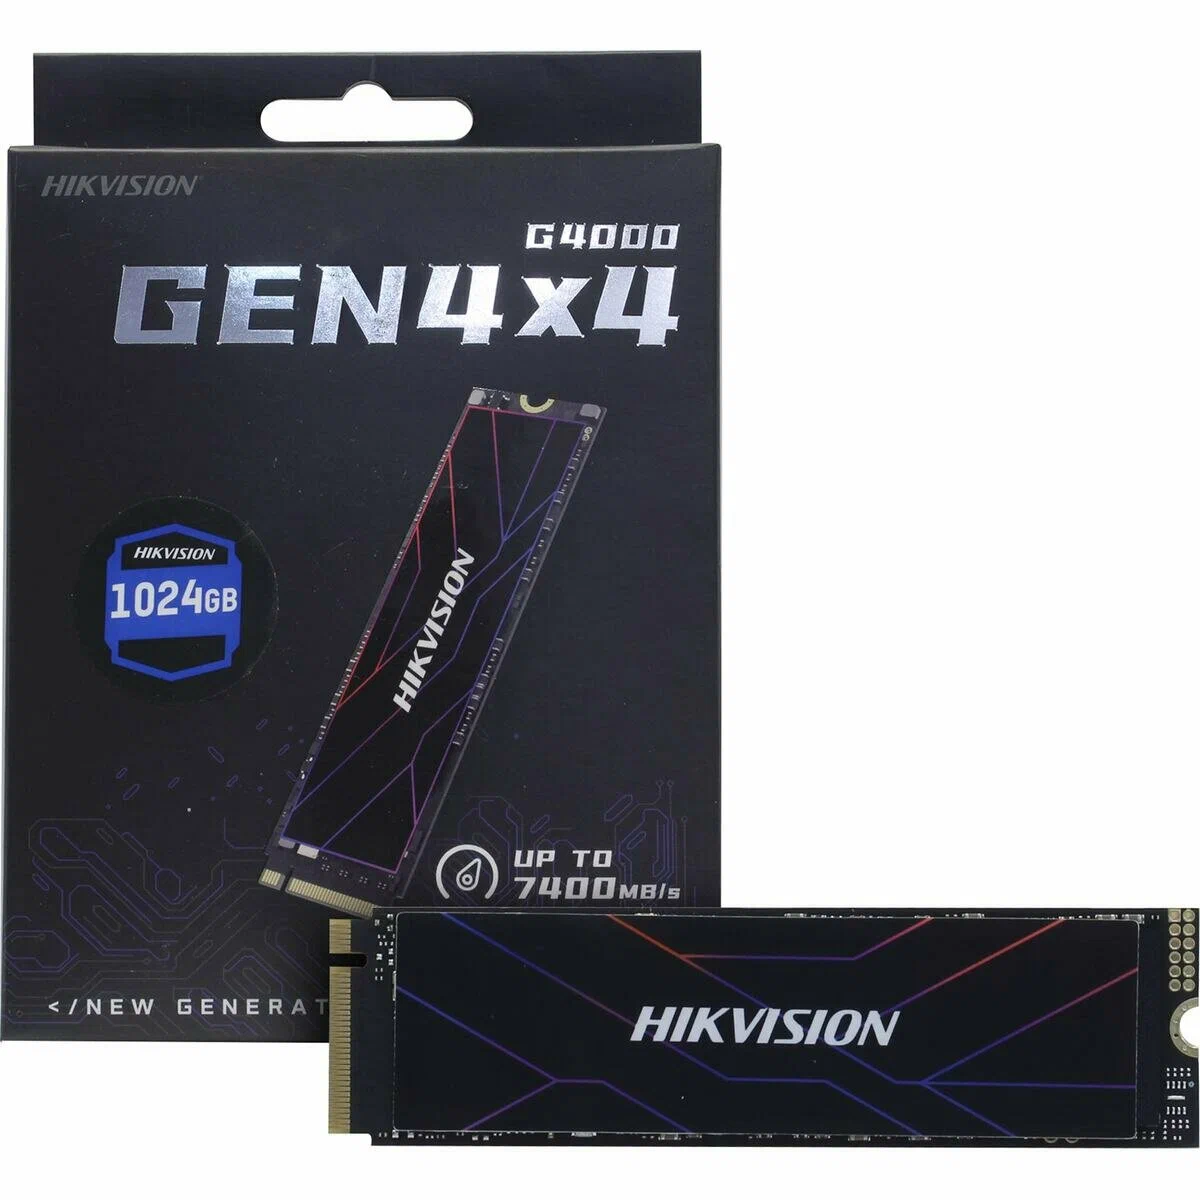 HIKVISION
G4000
GEN4x4
HIKVISION
1024GB
HIKVISION
UP TO
7400MB/s
</NEW GENERAT
HIKVISION